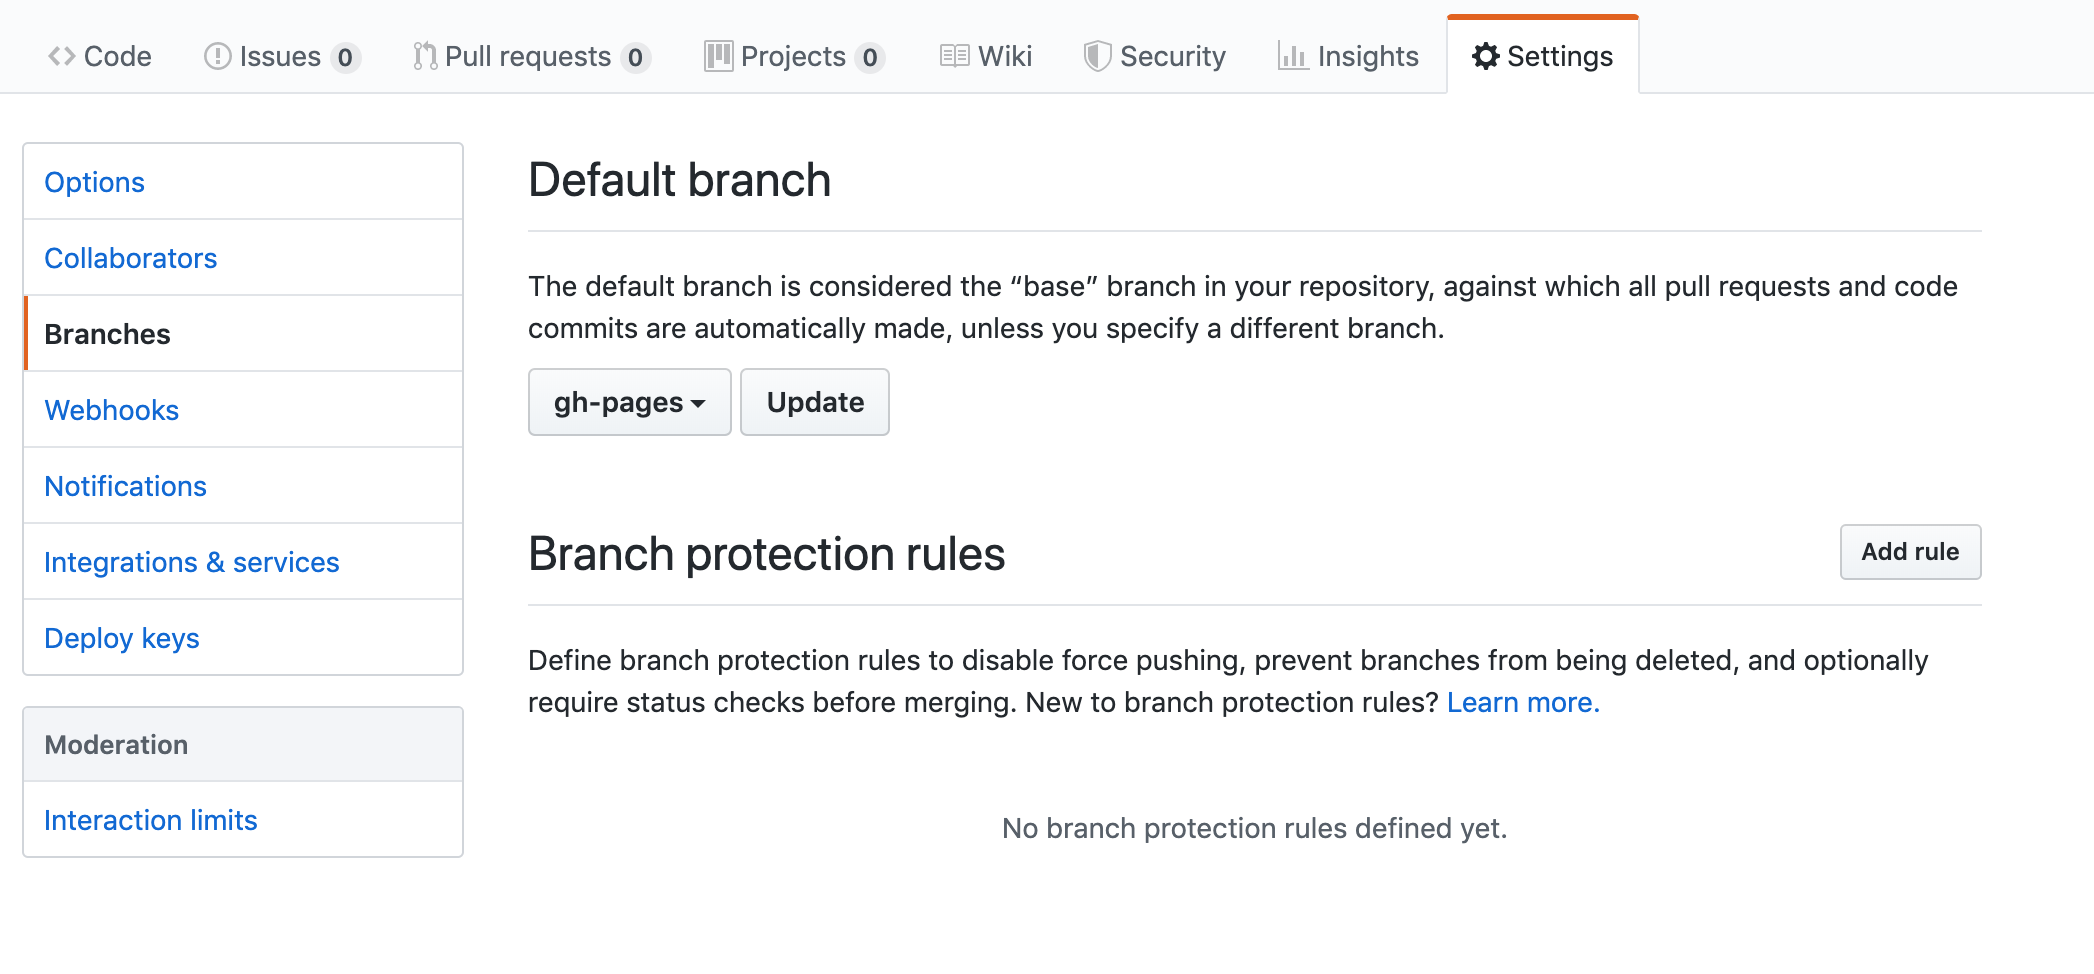 Code Issues 0 Pull requests 0 Projects 0 Wiki Security Insights Settings
Options
Collaborators
Branches
Webhooks
Notifications
Integrations & services
Deploy keys
Moderation
Interaction limits
Default branch
The default branch is considered the “base” branch in your repository, against which all pull requests and code
commits are automatically made, unless you specify a different branch.
gh-pages Update
Branch protection rules Add rule
Define branch protection rules to disable force pushing, prevent branches from being deleted, and optionally
require status checks before merging. New to branch protection rules? Learn more.
No branch protection rules defined yet.